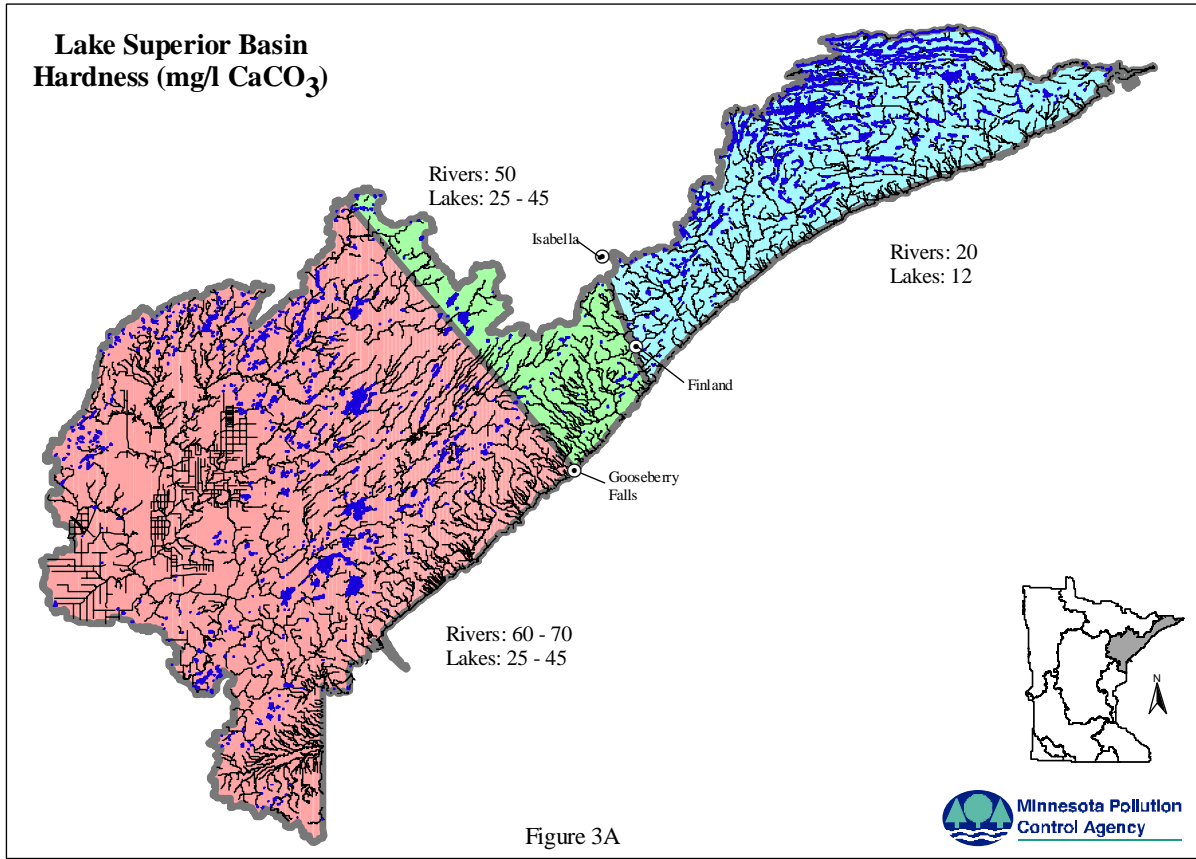 Lake Superior Basin
Hardness (mg/l CaCO3)
Rivers: 50
Lakes: 25 - 45
Isabella
Rivers: 20
Lakes: 12
Finland
Gooseberry
Falls
Rivers: 60 - 70
Lakes: 25 - 45
N
Figure 3A
Minnesota Pollution
Control Agency